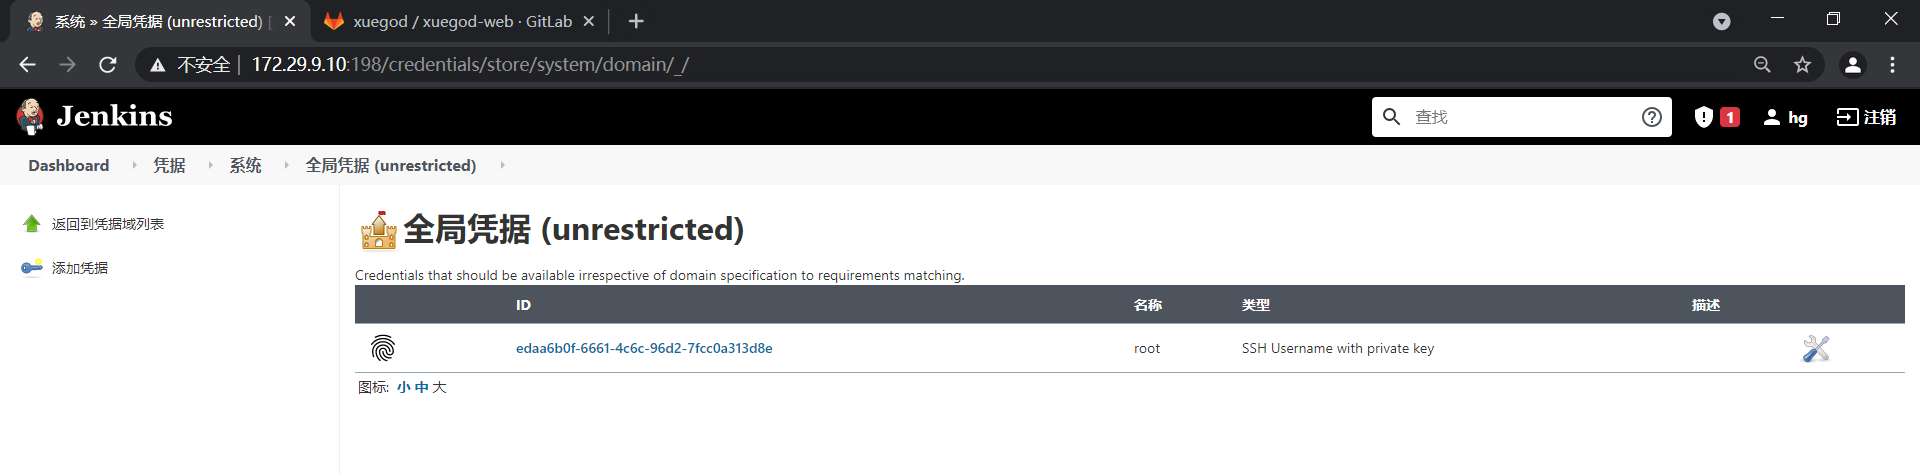 系统 » 全局凭据 (unrestricted) [
xuegod / xuegod-web · GitLab
不安全 172.29.9.10:198/credentials/store/system/domain/_/
Jenkins
查找
1
hg
注销
Dashboard 凭据 系统 全局凭据 (unrestricted)
返回到凭据域列表
添加凭据
全局凭据 (unrestricted)
Credentials that should be available irrespective of domain specification to requirements matching.
ID 名称 类型 描述
edaa6b0f-6661-4c6c-96d2-7fcc0a313d8e root SSH Username with private key
图标: 小 中 大